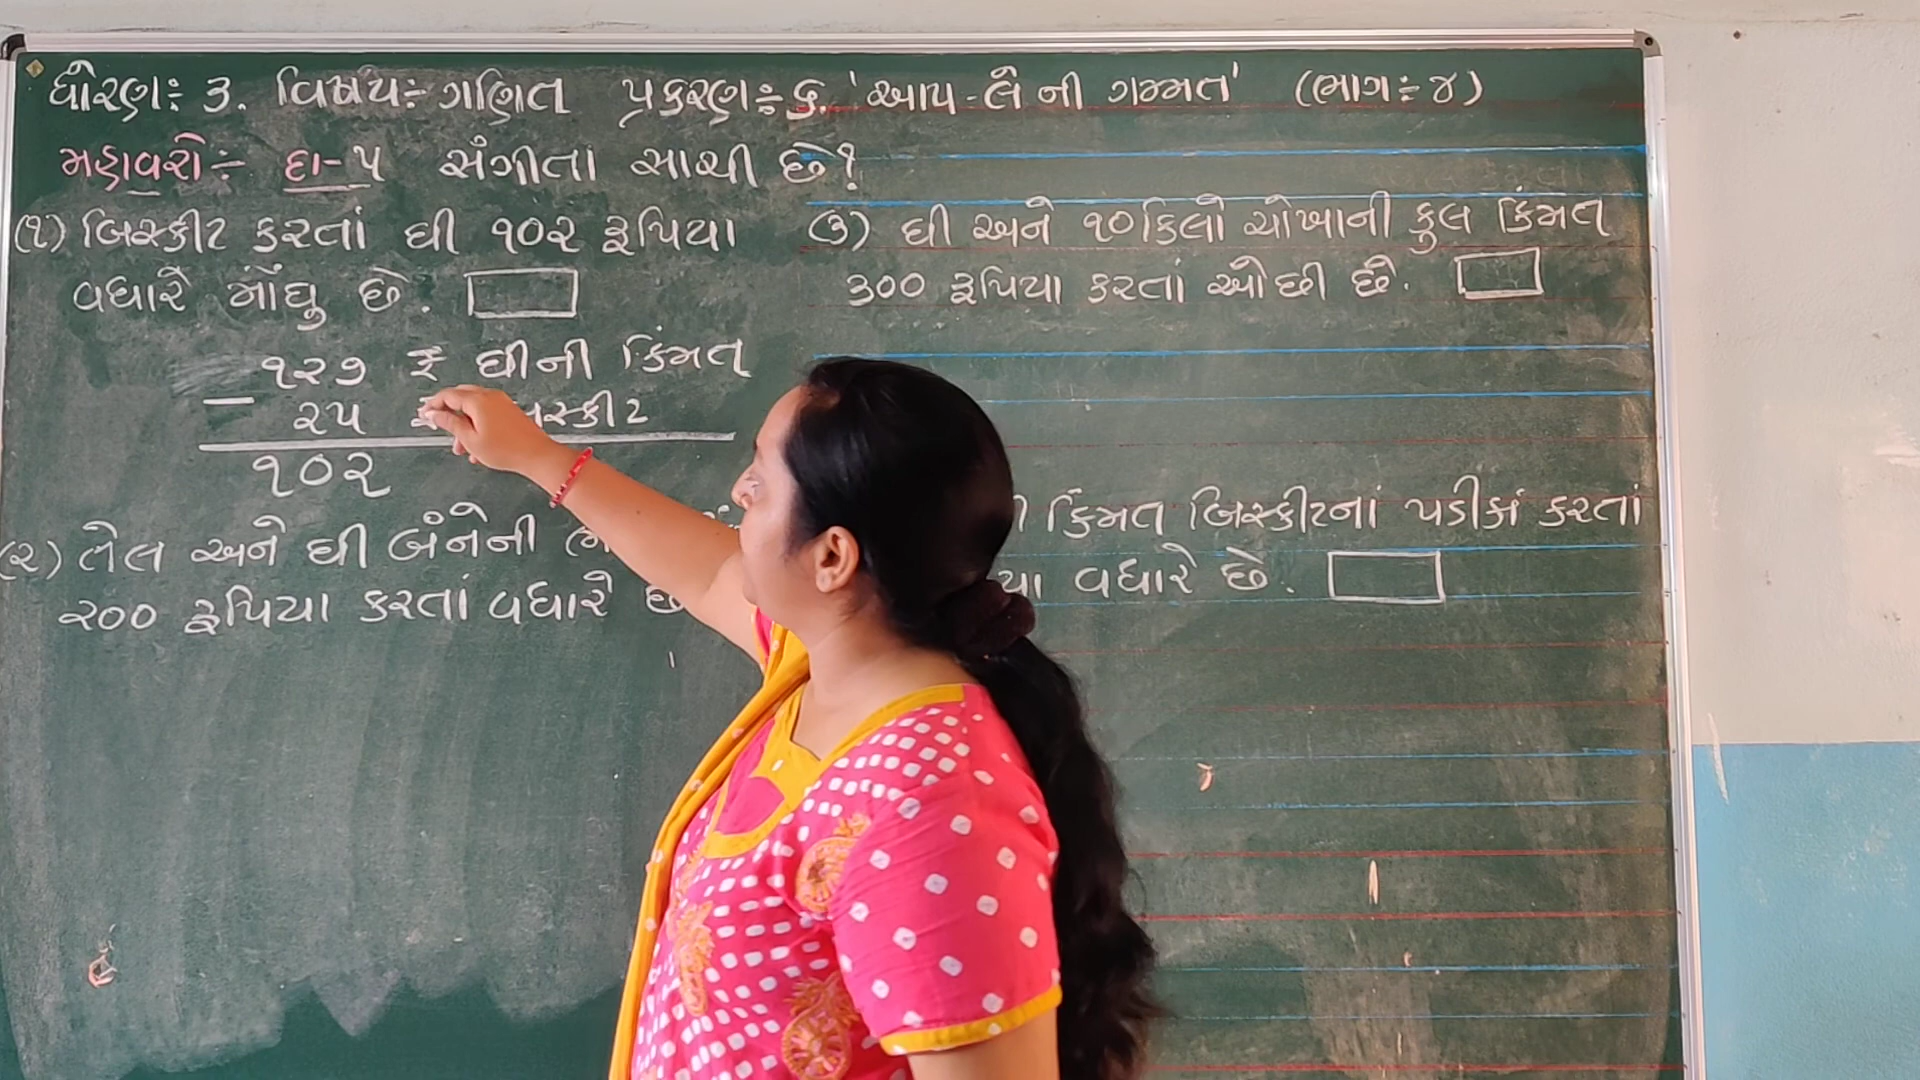 ધોરણ÷ ૩. વિષય÷ ગણિત પ્રકરણ÷ ૬. 'આપ-લે ની ગમ્મત' (ભાગ÷૪)
મહાવરો÷ દા-૫ સંગીતા સાચી છે?
(૧) બિસ્કીટ કરતાં ઘી ૧૦૨ રૂપિયા
વધારે મોંઘુ છે.
૧૨૭ ₹ ઘીની કિંમત
- ૨૫ ₹ સ્કીટ
૧૦૨
(૨) તેલ અને ઘી બંનેની
૨૦૦ રૂપિયા કરતાં વધારે છે
(૩) ઘી અને ૧૦કિલો ચોખાની કુલ કિંમત
૩૦૦ રૂપિયા કરતાં ઓછી છે.
કિંમત બિસ્કીટનાં પડીકાં કરતાં
વધારે છે.